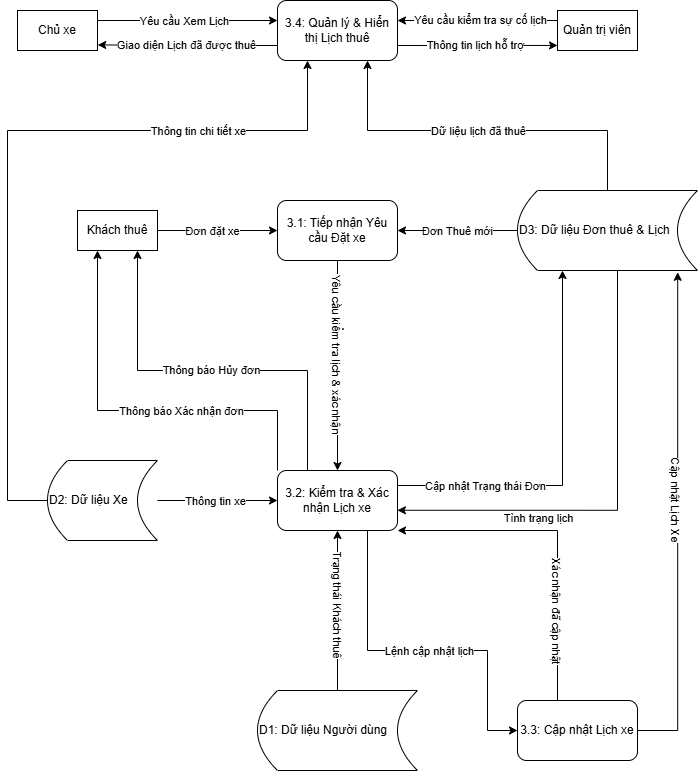 Chủ xe
Yêu cầu Xem Lịch
Giao diện Lịch đã được thuê
3.4: Quản lý & Hiển
thị Lịch thuê
Yêu cầu kiểm tra sự cố lịch
Thông tin lịch hỗ trợ
Quản trị viên
Thông tin chi tiết xe
Dữ liệu lịch đã thuê
Khách thuê
Đơn đặt xe
3.1: Tiếp nhận Yêu
cầu Đặt xe
Đơn Thuê mới
D3: Dữ liệu Đơn thuê & Lịch
Yêu cầu kiểm tra lịch & xác nhận
Thông báo Hủy đơn
Thông báo Xác nhận đơn
D2: Dữ liệu Xe
Thông tin xe
3.2: Kiểm tra & Xác
nhận Lịch xe
Cập nhật Trạng thái Đơn
Tình trạng lịch
Cập nhật Lịch Xe
Trạng thái Khách thuê
Xác nhận đã cập nhật
Lệnh cập nhật lịch
D1: Dữ liệu Người dùng
3.3: Cập nhật Lịch xe